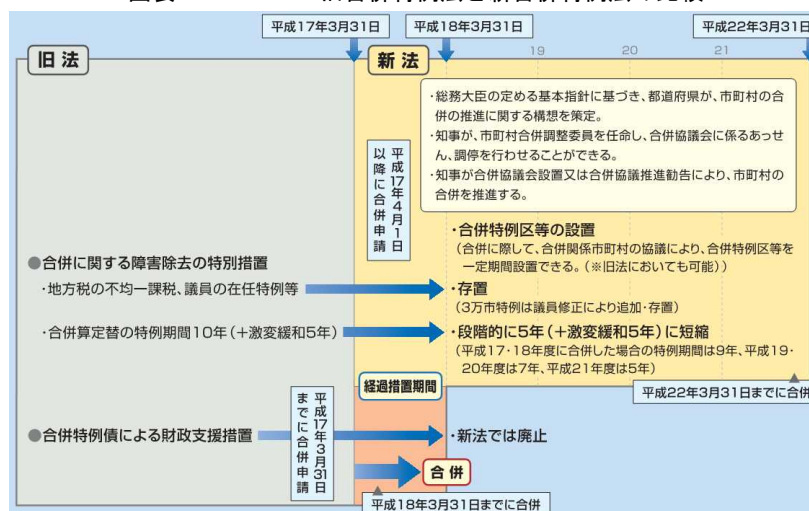 平成17年3月31日
平成18年3月31日
平成22年3月31日
19
20
21
旧法
新法
・総務大臣の定める基本指針に基づき、都道府県が、市町村の合
併の推進に関する構想を策定。
・知事が、市町村合併調整委員を任命し、合併協議会に係るあっせ
ん、調停を行わせることができる。
・知事が合併協議会設置又は合併協議推進勧告により、市町村の
合併を推進する。
平成17年4月1日
以降に合併申請
・合併特例区等の設置
(合併に際して、合併関係市町村の協議により、合併特例区等を
一定期間設置できる。(※旧法においても可能))
●合併に関する障害除去の特別措置
・地方税の不均一課税、議員の在任特例等
・存置
(3万市特例は議員修正により追加・存置)
・合併算定替の特例期間10年(+激変緩和5年)
・段階的に5年(+激変緩和5年)に短縮
(平成17・18年度に合併した場合の特例期間は9年、平成19・
20年度は7年、平成21年度は5年)
経過措置期間
平成22年3月31日までに合併
平成17年3月31日
までに合併申請
●合併特例債による財政支援措置
・新法では廃止
合併
平成18年3月31日までに合併